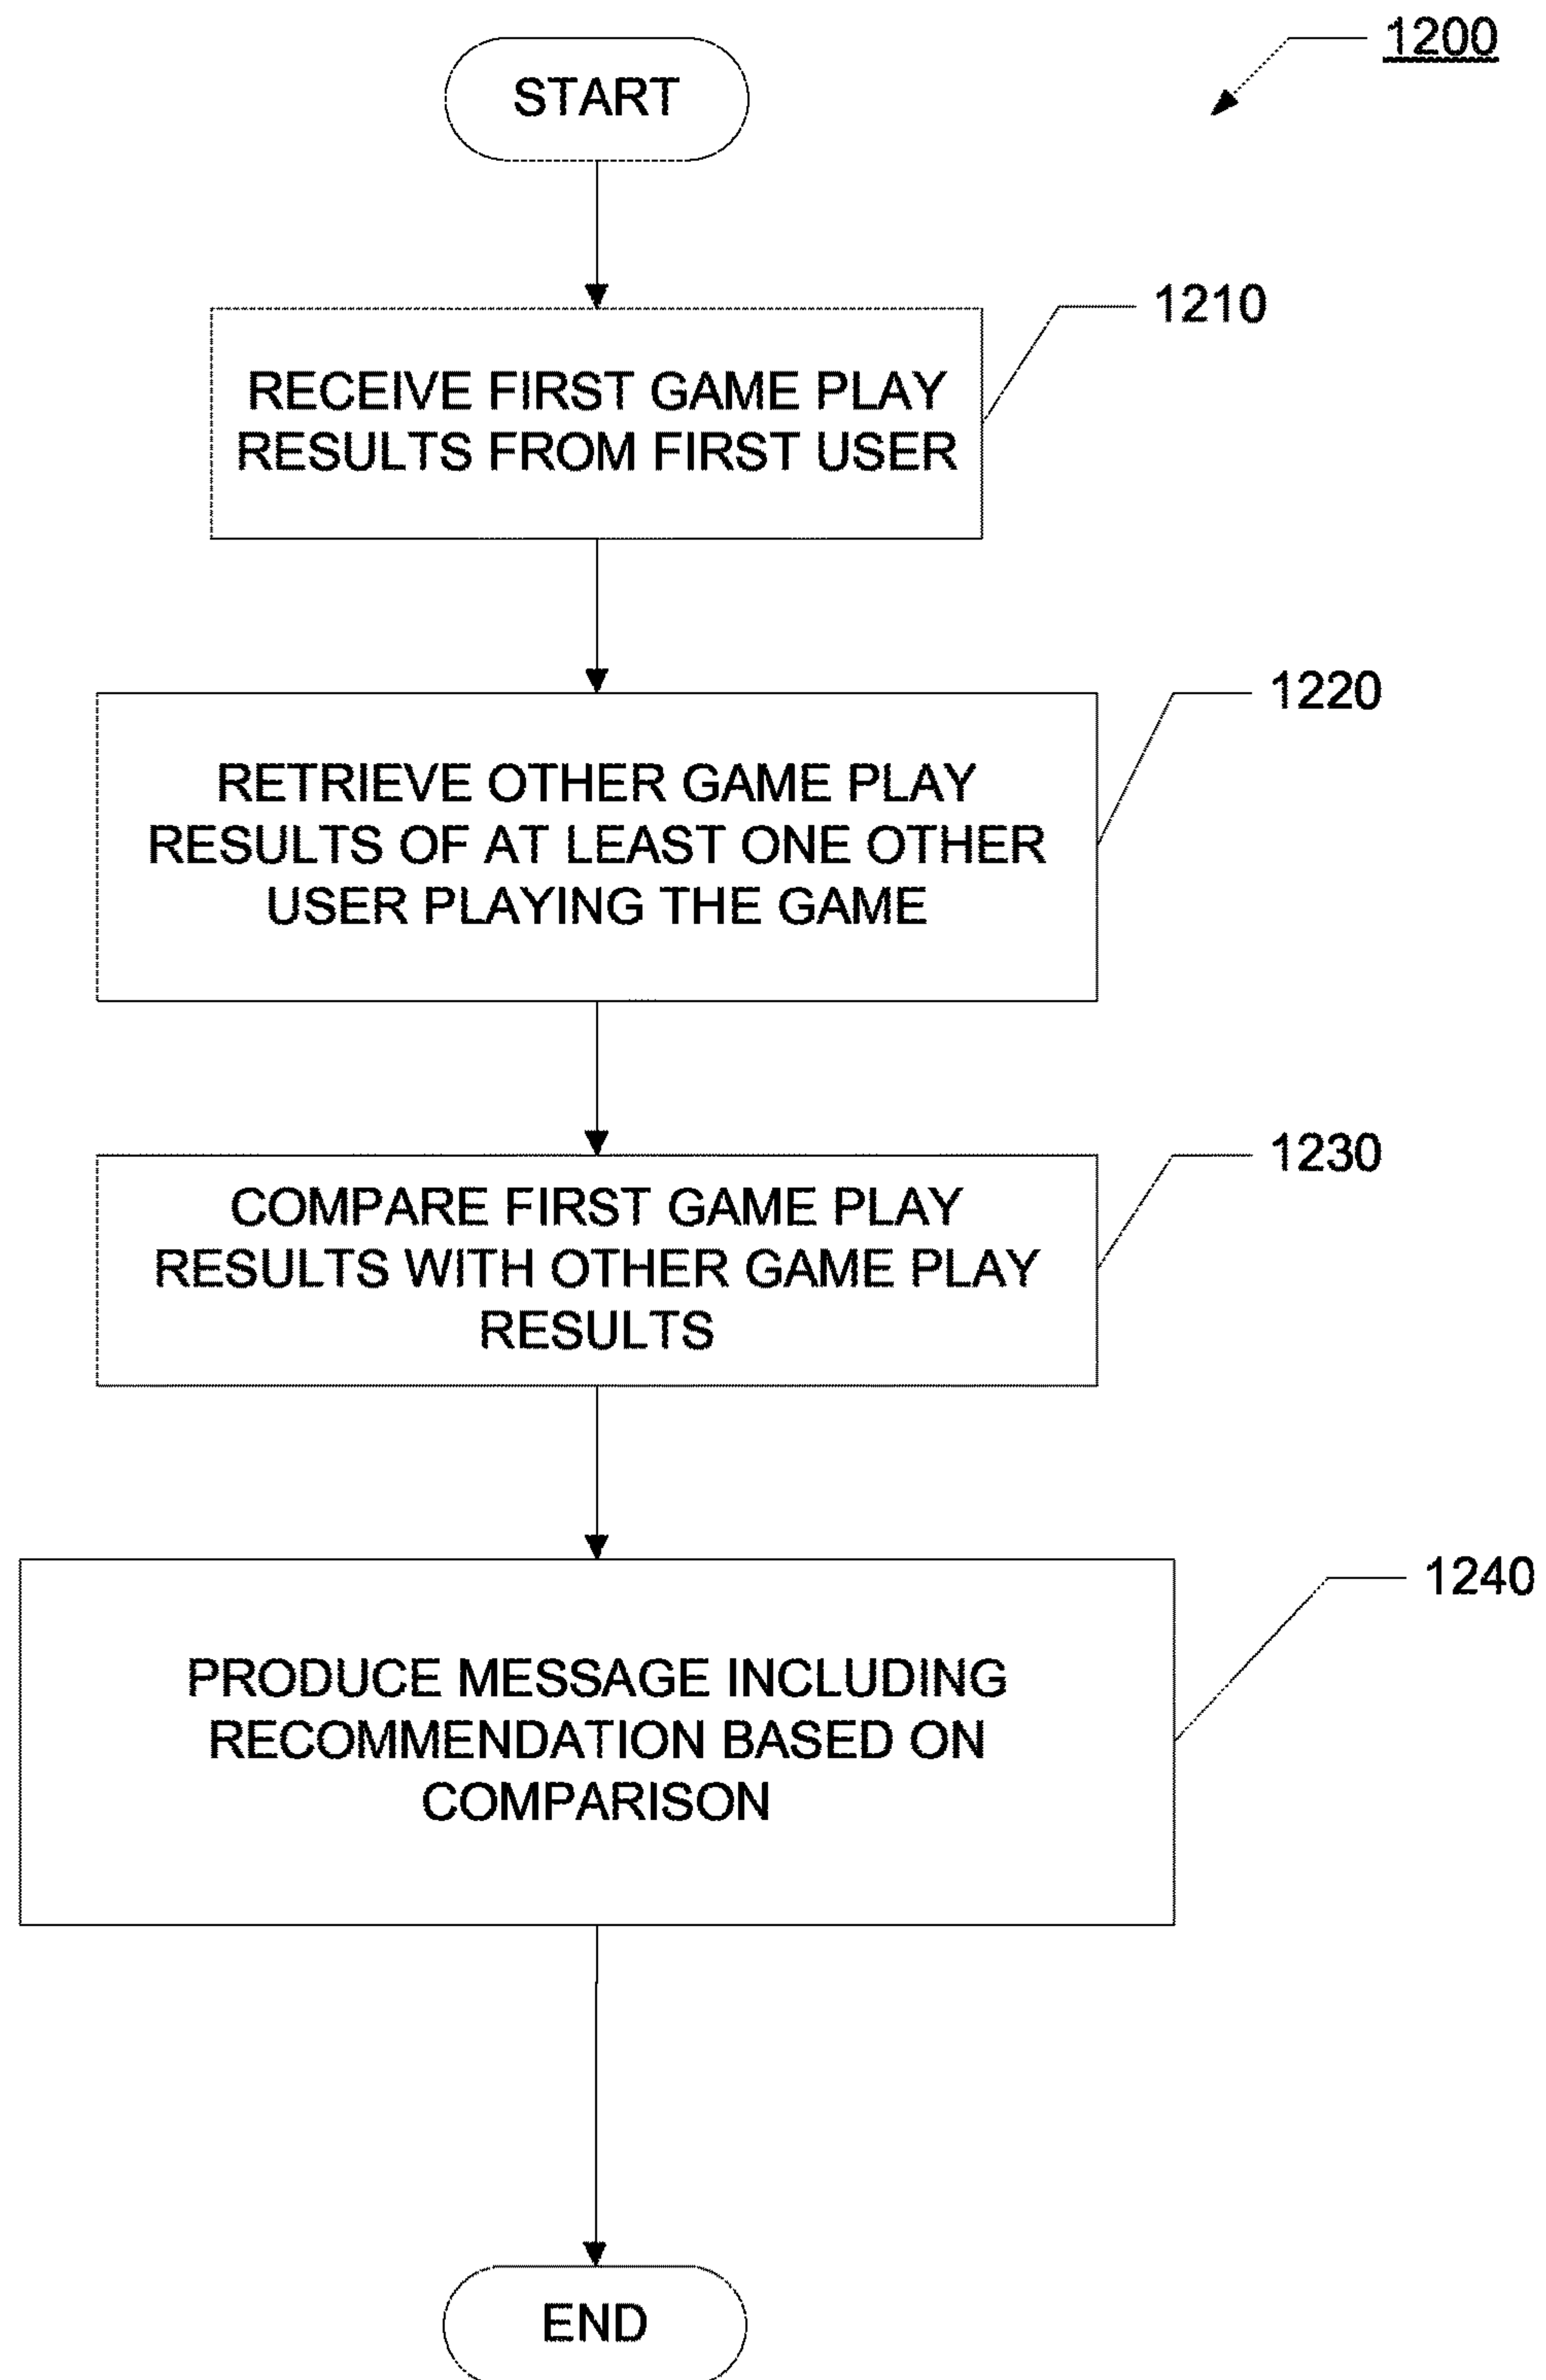 1200
START
1210
RECEIVE FIRST GAME PLAY
RESULTS FROM FIRST USER
1220
RETRIEVE OTHER GAME PLAY
RESULTS OF AT LEAST ONE OTHER
USER PLAYING THE GAME
1230
COMPARE FIRST GAME PLAY
RESULTS WITH OTHER GAME PLAY
RESULTS
1240
PRODUCE MESSAGE INCLUDING
RECOMMENDATION BASED ON
COMPARISON
END